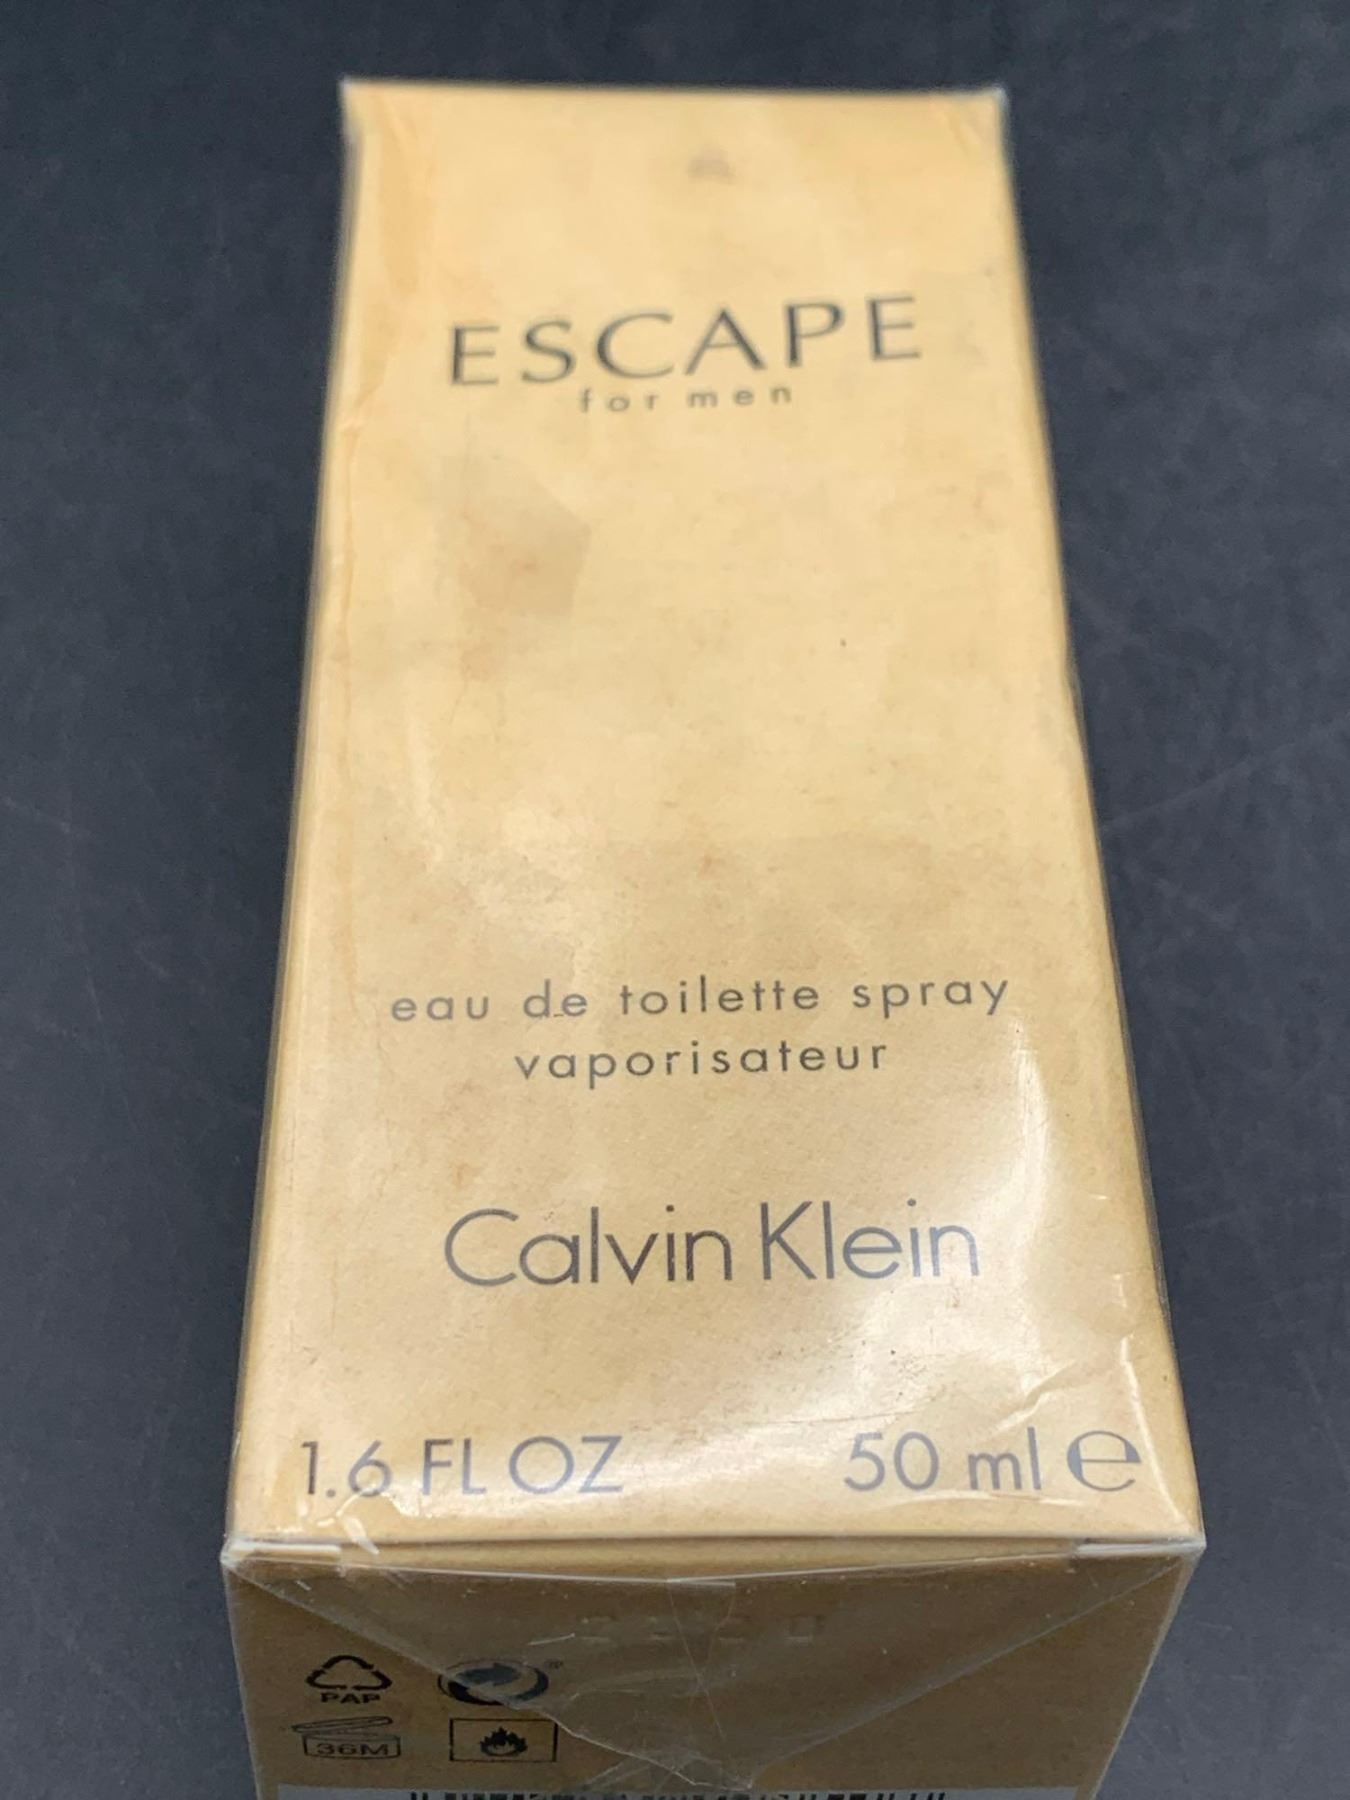 ESCAPE
for men
eau de toilette spray
vaporisateur
Calvin Klein
1.6 FL OZ 50 ml ℮
PAP
®
36M